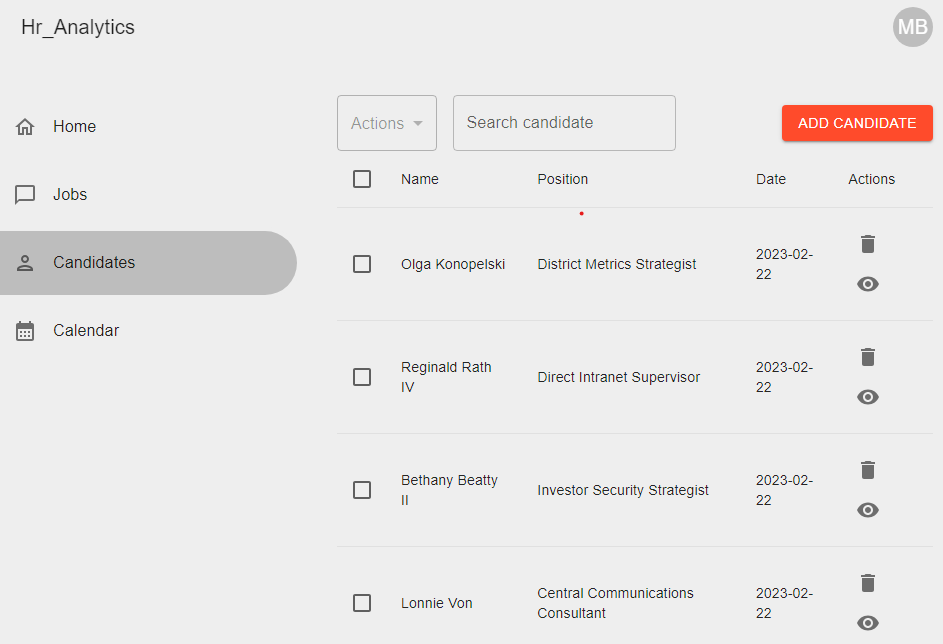 Hr_Analytics
MB
Home
Jobs
Candidates
Calendar
Actions
Search candidate
ADD CANDIDATE
Name Position Date Actions
Olga Konopelski District Metrics Strategist 2023-02-
22
Reginald Rath
IV
Direct Intranet Supervisor
2023-02-
22
Bethany Beatty
II
Investor Security Strategist
2023-02-
22
Lonnie Von
Central Communications
Consultant
2023-02-
22